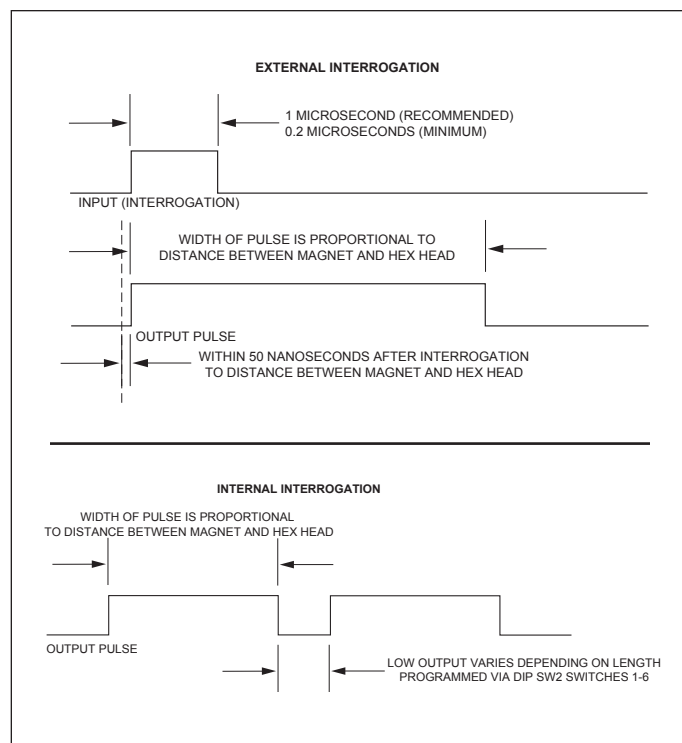 EXTERNAL INTERROGATION
1 MICROSECOND (RECOMMENDED)
0.2 MICROSECONDS (MINIMUM)
INPUT (INTERROGATION)
WIDTH OF PULSE IS PROPORTIONAL TO
DISTANCE BETWEEN MAGNET AND HEX HEAD
OUTPUT PULSE
WITHIN 50 NANOSECONDS AFTER INTERROGATION
TO DISTANCE BETWEEN MAGNET AND HEX HEAD
INTERNAL INTERROGATION
WIDTH OF PULSE IS PROPORTIONAL
TO DISTANCE BETWEEN MAGNET AND HEX HEAD
OUTPUT PULSE
LOW OUTPUT VARIES DEPENDING ON LENGTH
PROGRAMMED VIA DIP SW2 SWITCHES 1-6